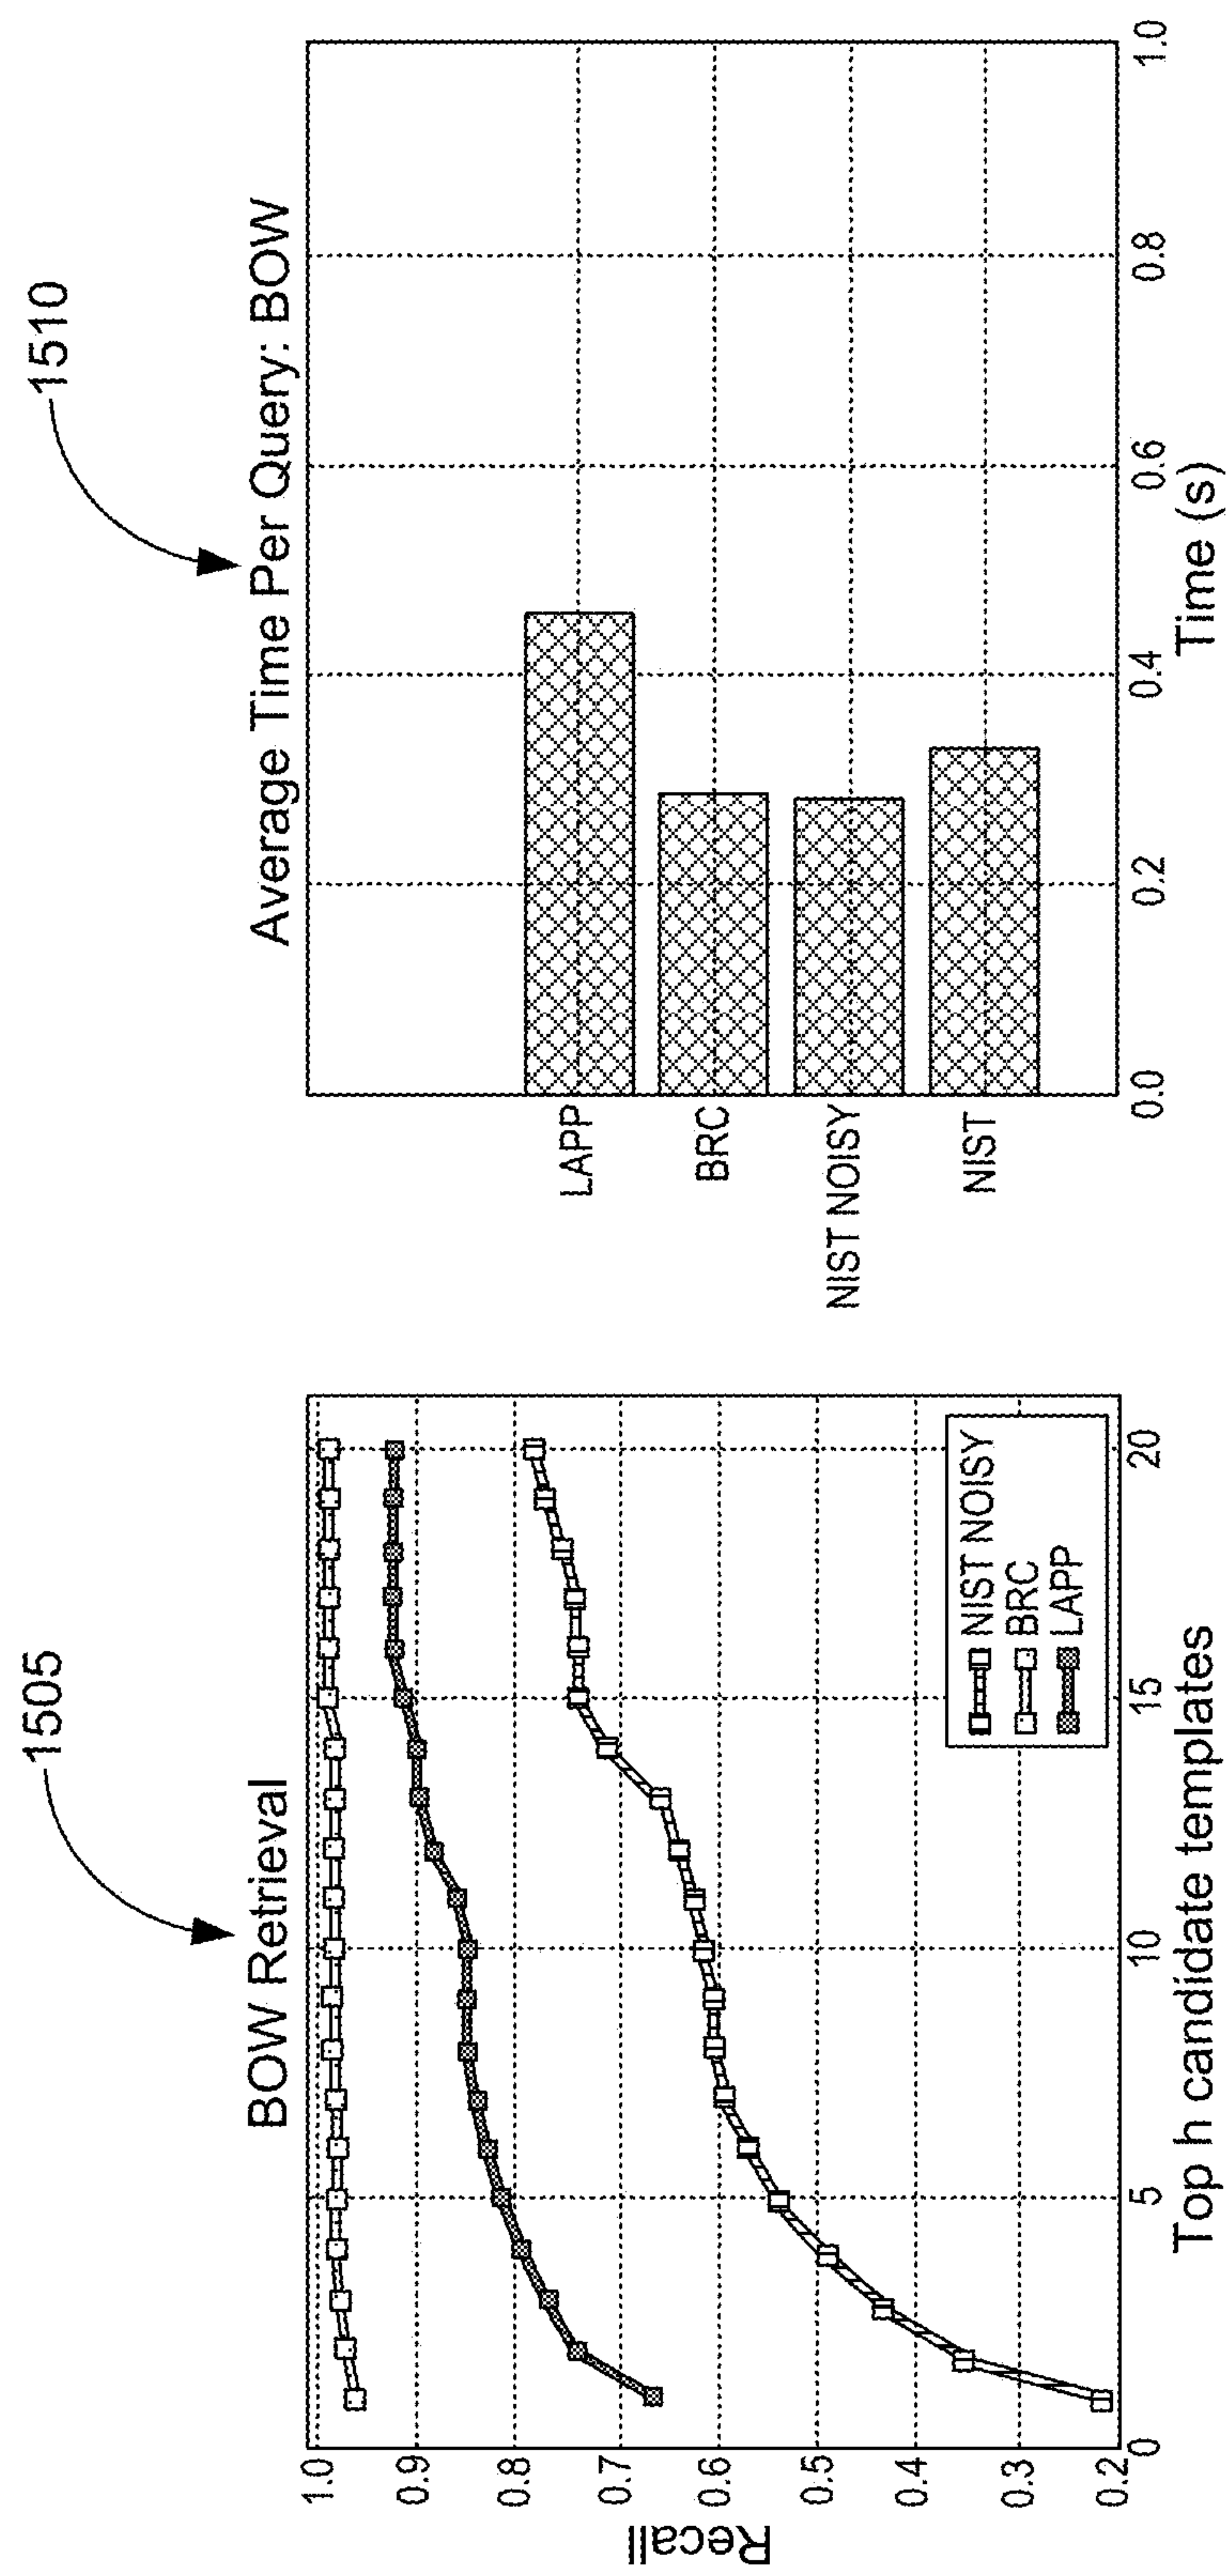 1505
BOW Retrieval
Recall
1.0
0.9
0.8
0.7
0.6
0.5
0.4
0.3
0.2
0
5
10
15
20
Top h candidate templates
NIST NOISY
BRC
LAPP
1510
Average Time Per Query: BOW
LAPP
BRC
NIST NOISY
NIST
0.0
0.2
0.4
0.6
0.8
1.0
Time (s)